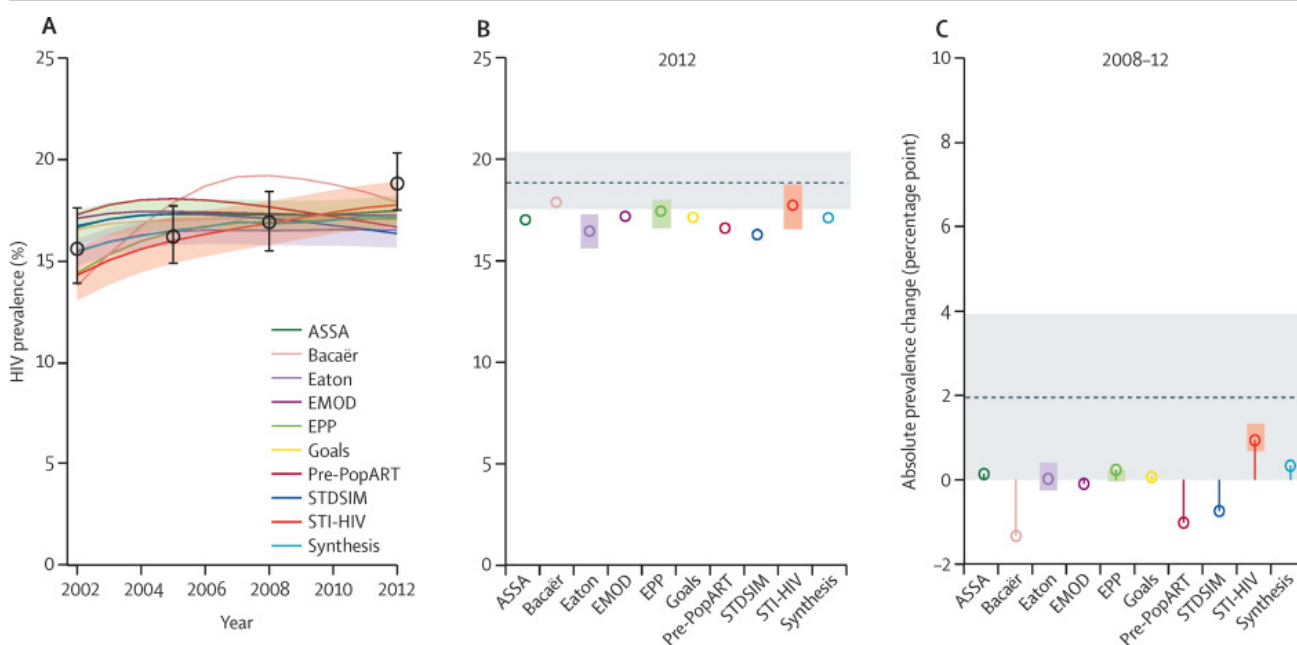 A
25
20
15
10
5
0
HIV prevalence (%)
2002
2004
2006
2008
2010
2012
Year
ASSA
Bacaër
Eaton
EMOD
EPP
Goals
Pre-PopART
STDSIM
STI-HIV
Synthesis
B
2012
25
20
15
10
5
0
ASSA
Bacaër
Eaton
EMOD
EPP
Goals
Pre-PopART
STDSIM
STI-HIV
Synthesis
C
2008–12
10
8
6
4
2
0
–2
Absolute prevalence change (percentage point)
ASSA
Bacaër
Eaton
EMOD
EPP
Goals
Pre-PopART
STDSIM
STI-HIV
Synthesis